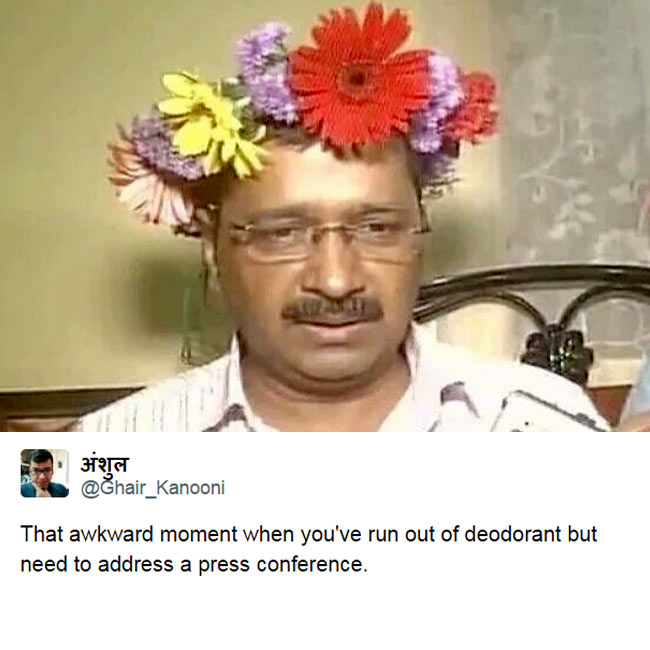 अंशुल
@Ghair_Kanooni
That awkward moment when you've run out of deodorant but
need to address a press conference.